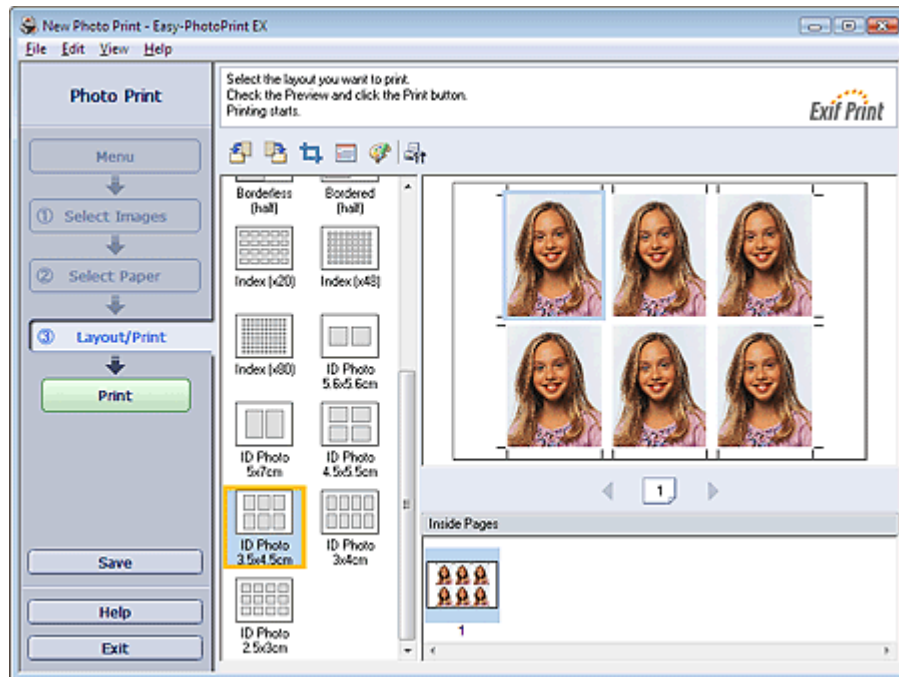 New Photo Print - Easy-PhotoPrint EX
File Edit View Help
Photo Print
Select the layout you want to print.
Check the Preview and click the Print button.
Printing starts.
Exif Print
Menu
① Select Images
② Select Paper
③ Layout/Print
Print
Save
Help
Exit
Borderless
(half)
Bordered
(half)
Index (x20)
Index (x48)
Index (x80)
ID Photo
5.6x5.6cm
ID Photo
5x7cm
ID Photo
4.5x5.5cm
ID Photo
3.5x4.5cm
ID Photo
3x4cm
ID Photo
2.5x3cm
1
Inside Pages
1